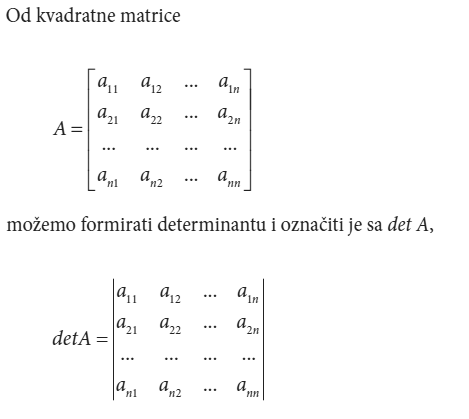 Od kvadratne matrice
A = [ a₁₁ a₁₂ ... a₁ₙ
a₂₁ a₂₂ ... a₂ₙ
... ... ... ...
aₙ₁ aₙ₂ ... aₙₙ ]
možemo formirati determinantu i označiti je sa det A,
detA = | a₁₁ a₁₂ ... a₁ₙ |
| a₂₁ a₂₂ ... a₂ₙ |
| ... ... ... ... |
| aₙ₁ aₙ₂ ... aₙₙ |